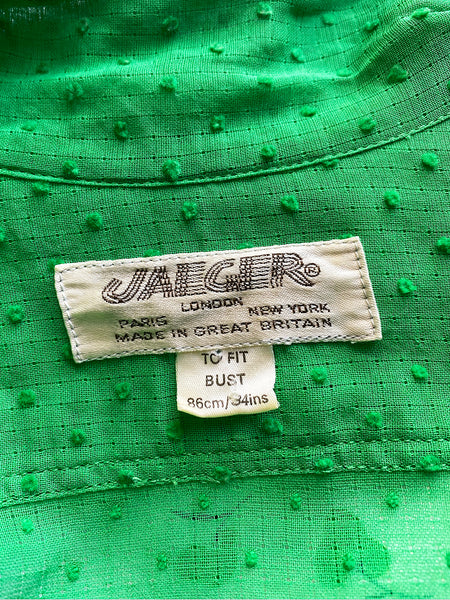 JAEGER®
LONDON
PARIS NEW YORK
MADE IN GREAT BRITAIN
TO FIT
BUST
86cm/34ins